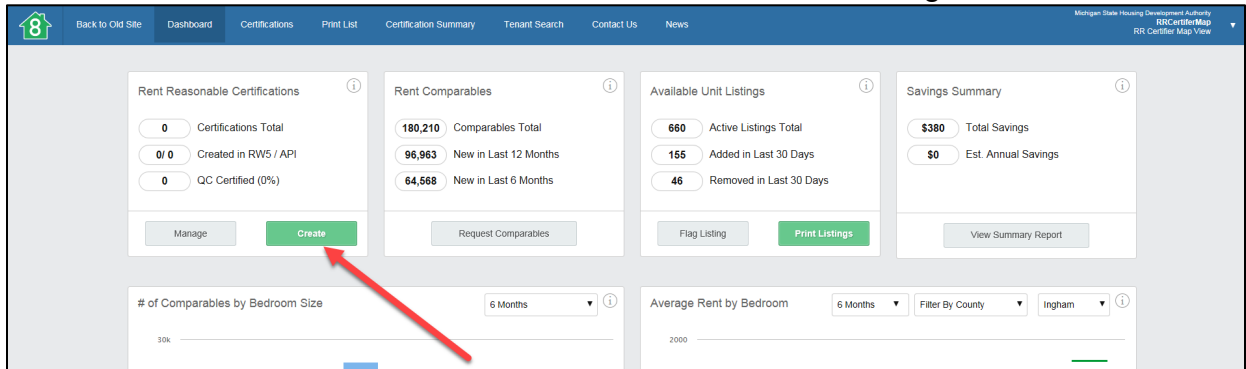 8
Back to Old Site Dashboard Certifications Print List Certification Summary Tenant Search Contact Us News
Michigan State Housing Development Authority
RRCertiferMap
RR Certifier Map View
Rent Reasonable Certifications
0 Certifications Total
0/ 0 Created in RW5 / API
0 QC Certified (0%)
Manage Create
Rent Comparables
180,210 Comparables Total
96,963 New in Last 12 Months
64,568 New in Last 6 Months
Request Comparables
Available Unit Listings
660 Active Listings Total
155 Added in Last 30 Days
46 Removed in Last 30 Days
Flag Listing Print Listings
Savings Summary
$380 Total Savings
$0 Est. Annual Savings
View Summary Report
# of Comparables by Bedroom Size 6 Months
30k
Average Rent by Bedroom 6 Months Filter By County Ingham
2000